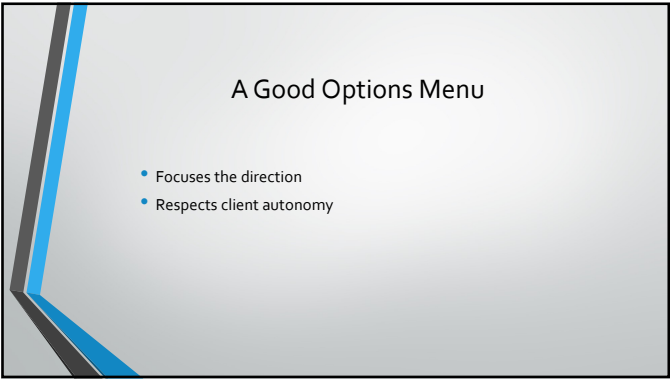 A Good Options Menu
• Focuses the direction
• Respects client autonomy